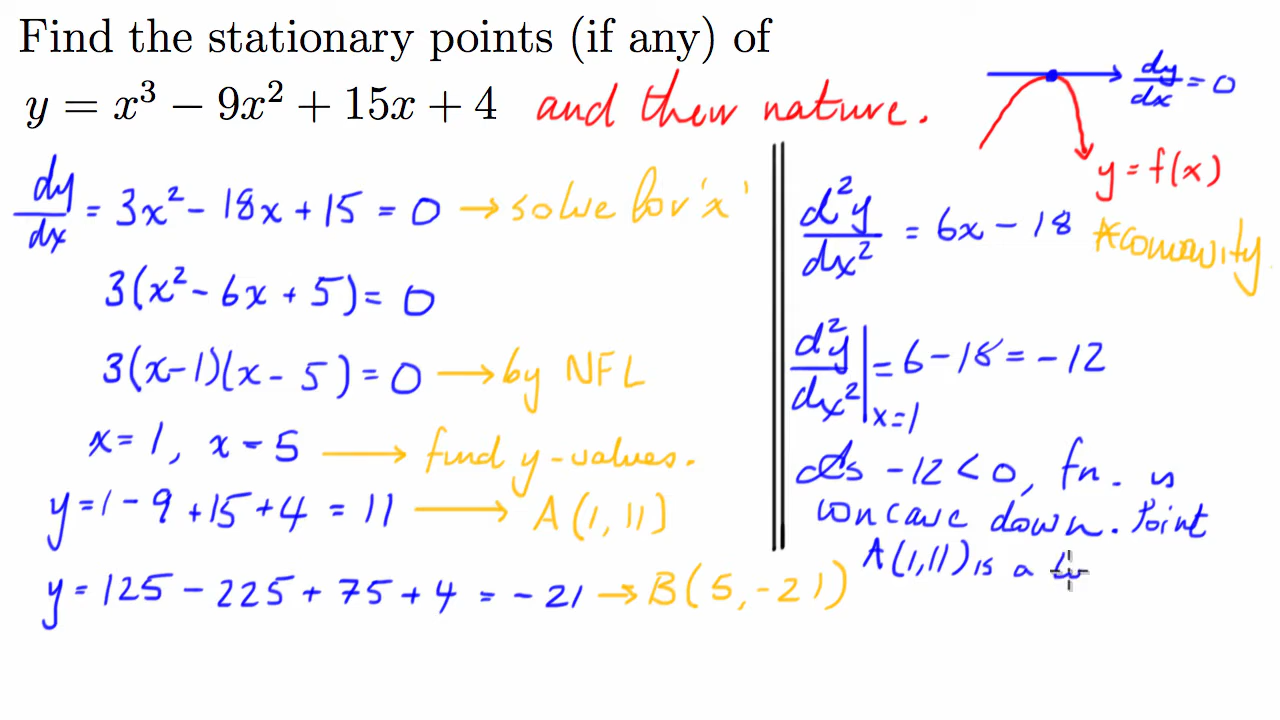 Find the stationary points (if any) of
y = x³ − 9x² + 15x + 4 and their nature.
dy/dx = 0
y = f(x)
dy/dx = 3x² - 18x + 15 = 0 → solve for 'x'
3(x² - 6x + 5) = 0
3(x-1)(x - 5) = 0 → by NFL
x = 1, x = 5 → find y-values.
y = 1 - 9 + 15 + 4 = 11 → A(1, 11)
y = 125 - 225 + 75 + 4 = -21 → B(5, -21)
d²y/dx² = 6x - 18 *concavity
d²y/dx² |x=1 = 6 - 18 = -12
As -12 < 0, fn. is
concave down. Point
A(1,11) is a